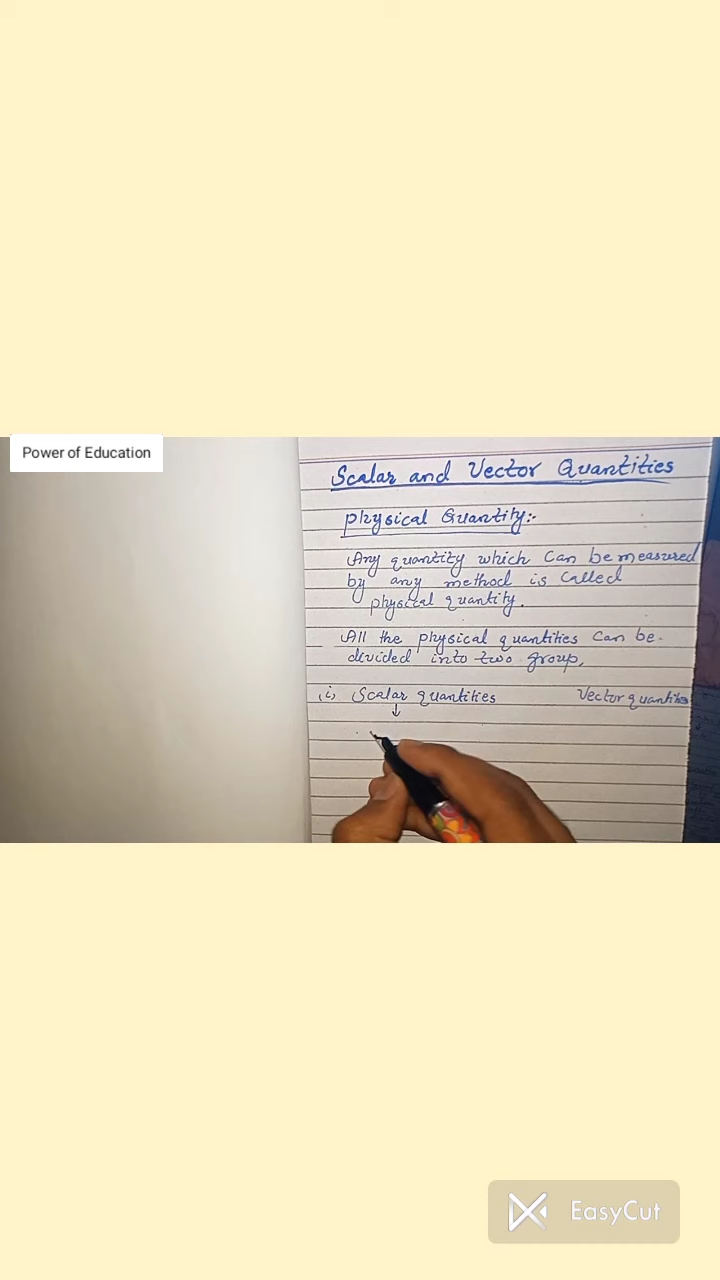 Power of Education
Scalar and Vector Quantities
Physical Quantity:-
Any quantity which can be measured
by any method is called
physical quantity.
All the physical quantities can be.
devided into two group,
(i) Scalar quantities Vector quantities
EasyCut